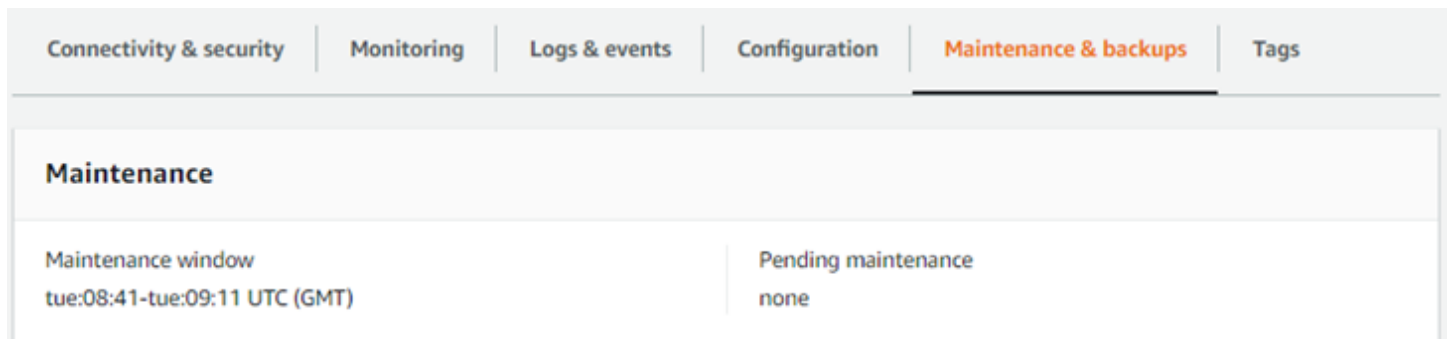 Connectivity & security Monitoring Logs & events Configuration Maintenance & backups Tags
Maintenance
Maintenance window
tue:08:41-tue:09:11 UTC (GMT)
Pending maintenance
none